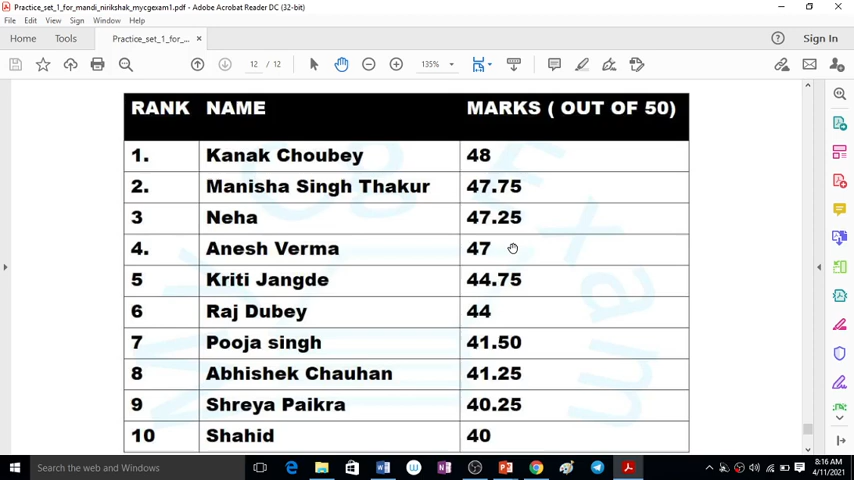 Practice_set_1_for_mandi_nirikshak_mycgexam1.pdf - Adobe Acrobat Reader DC (32-bit)
File Edit View Sign Window Help
Home Tools Practice_set_1_for_... × Sign In
12 / 12 135%
RANK NAME MARKS ( OUT OF 50)
1. Kanak Choubey 48
2. Manisha Singh Thakur 47.75
3 Neha 47.25
4. Anesh Verma 47
5 Kriti Jangde 44.75
6 Raj Dubey 44
7 Pooja singh 41.50
8 Abhishek Chauhan 41.25
9 Shreya Paikra 40.25
10 Shahid 40
Search the web and Windows
8:16 AM
4/11/2021